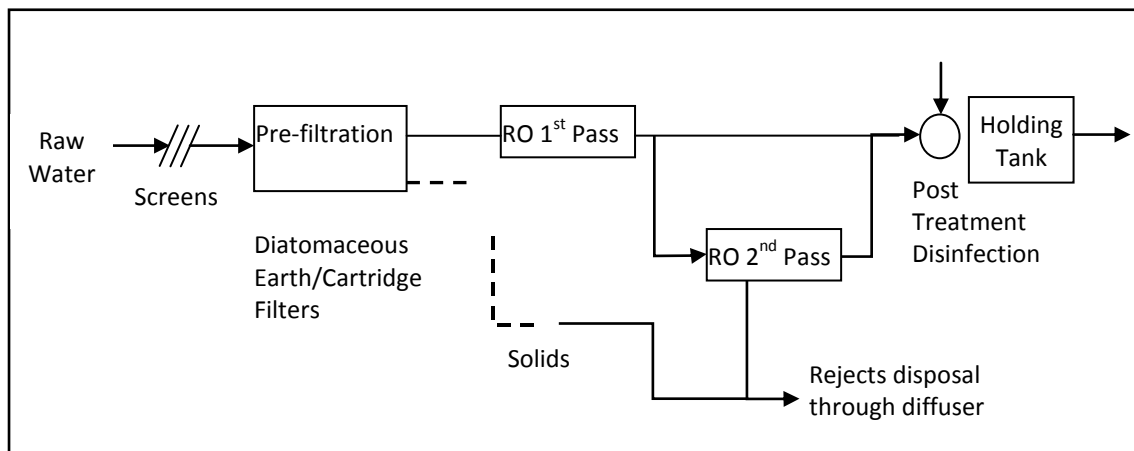 Raw
Water
Screens
Pre-filtration
Diatomaceous
Earth/Cartridge
Filters
RO 1st Pass
Solids
RO 2nd Pass
Rejects disposal
through diffuser
Post
Treatment
Disinfection
Holding
Tank